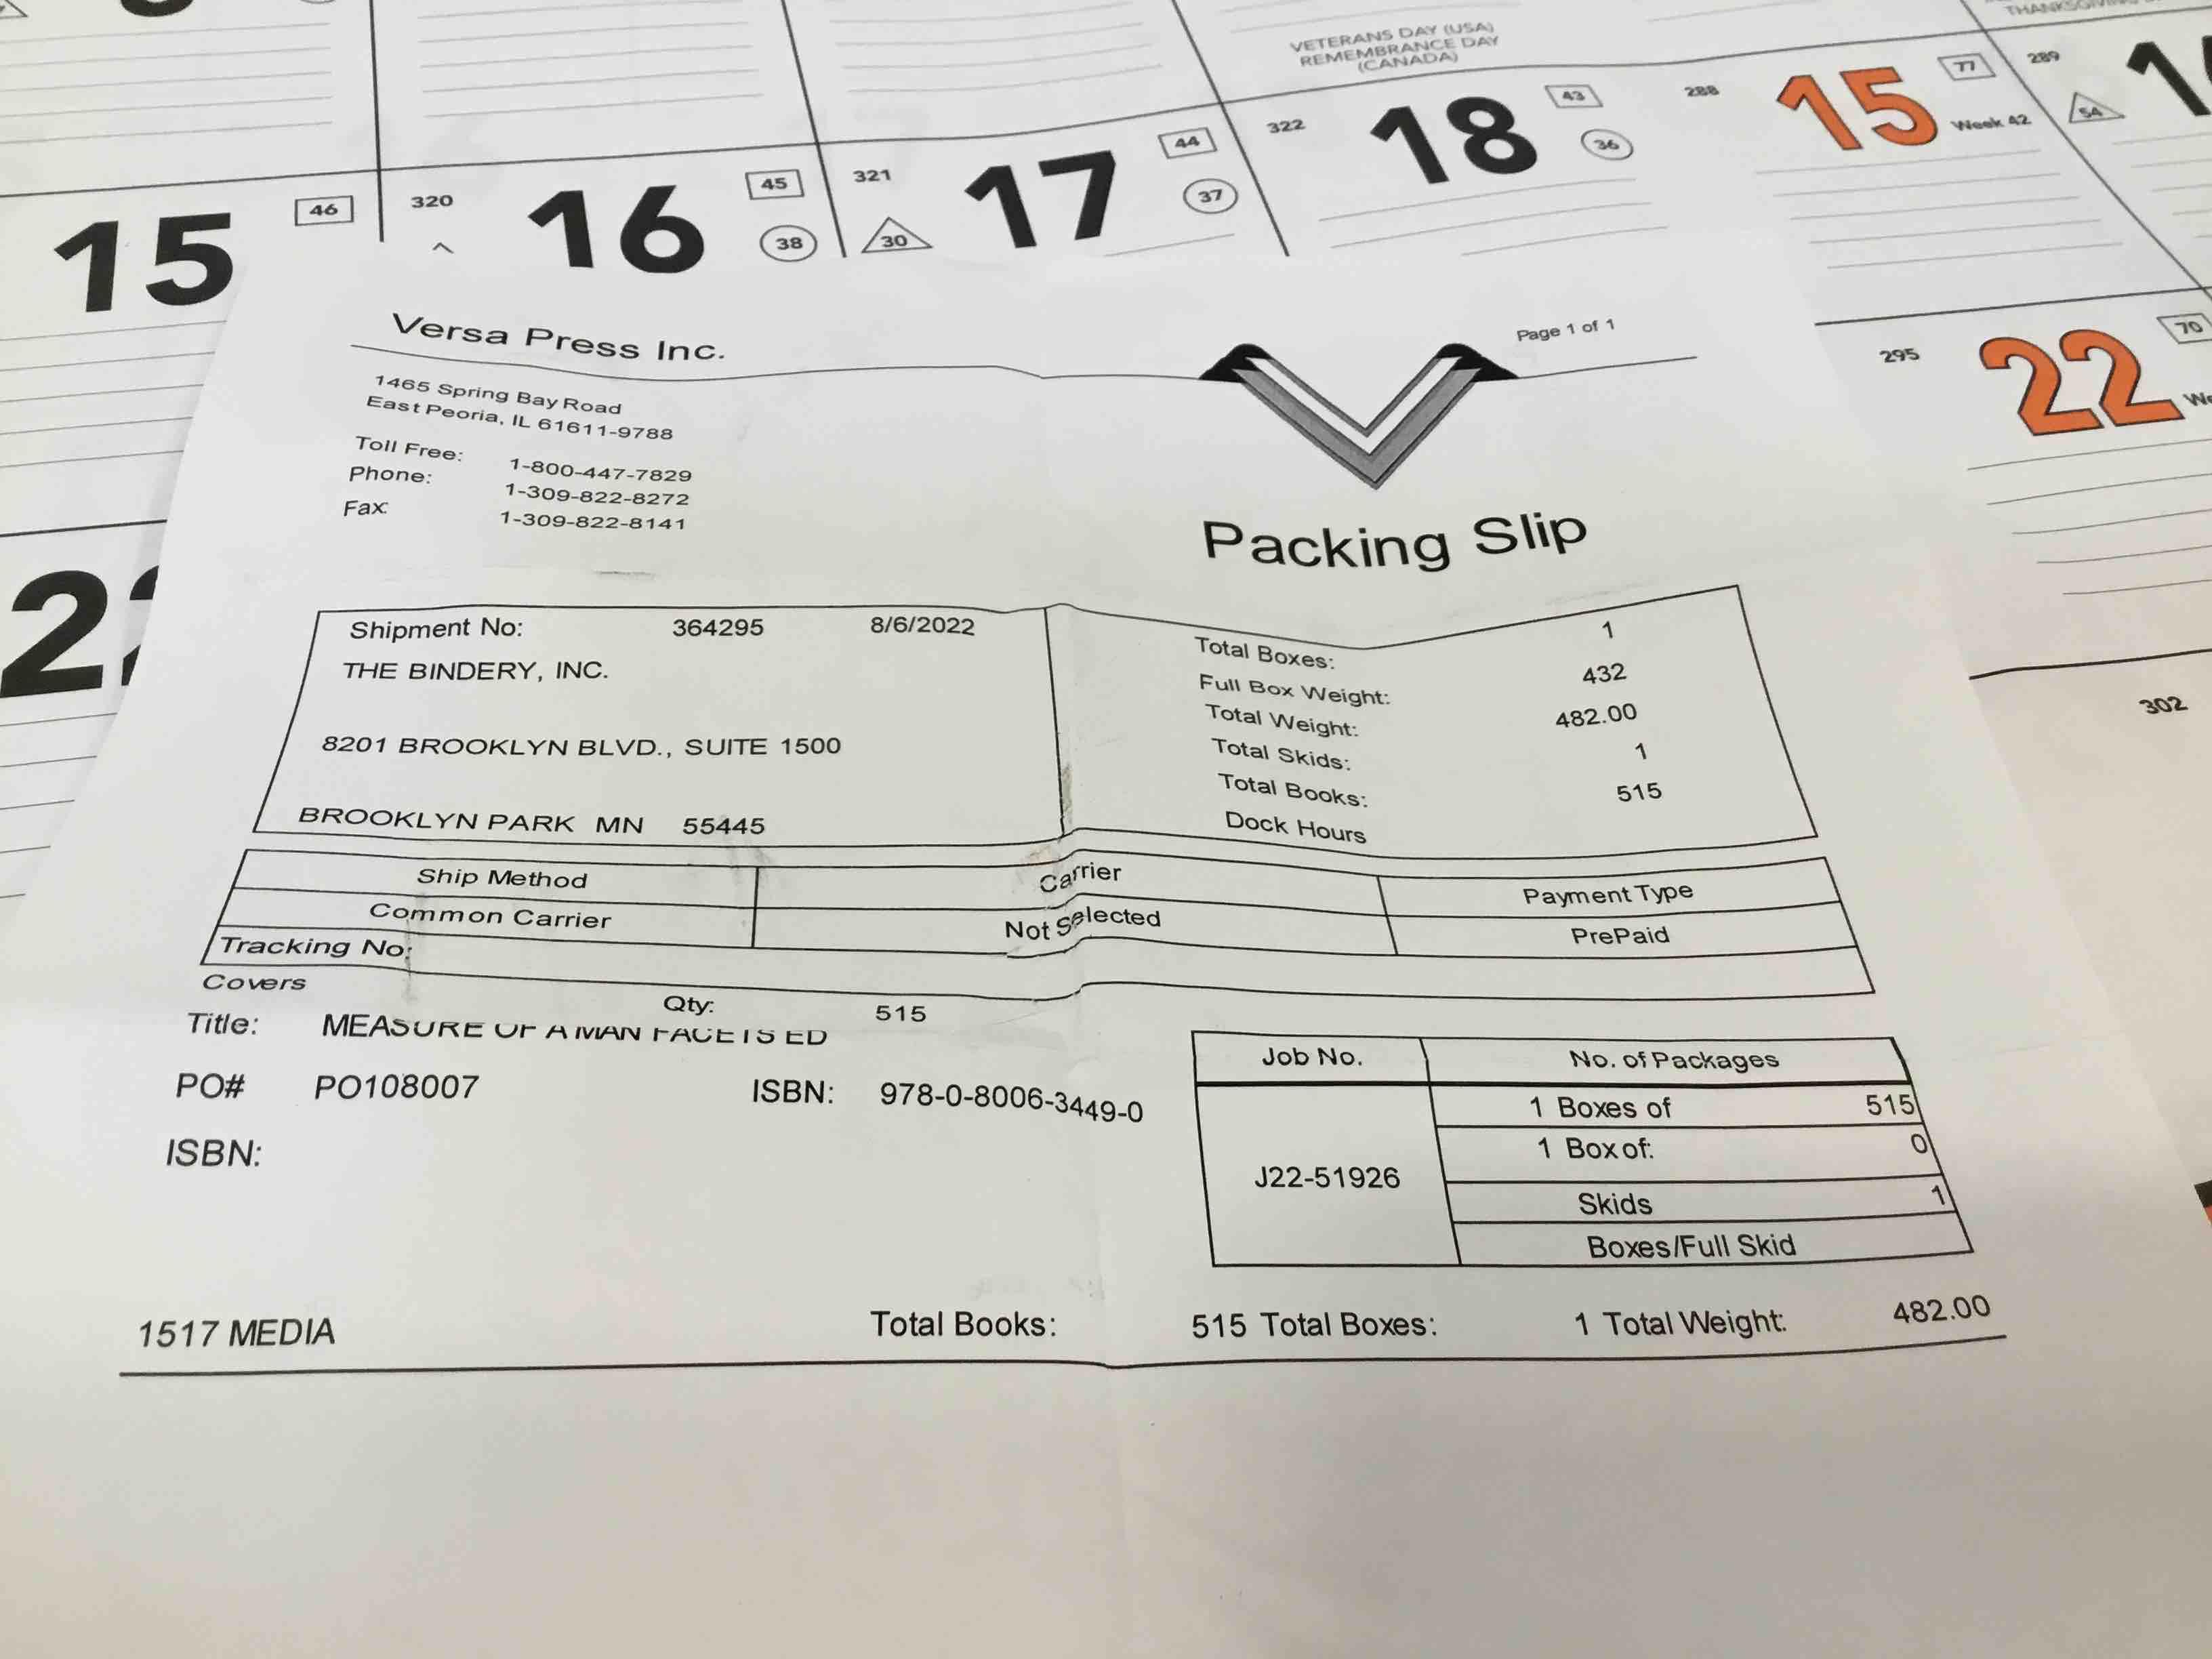 VETERANS DAY (USA)
REMEMBRANCE DAY
(CANADA)
15 46
320 16 45 38
321 17 44 37 30
322 18 43 36
288 15 77 Week 42
289 54
295 22 70
302
Versa Press Inc.
Page 1 of 1
1465 Spring Bay Road
East Peoria, IL 61611-9788
Toll Free: 1-800-447-7829
Phone: 1-309-822-8272
Fax: 1-309-822-8141
Packing Slip
Shipment No: 364295 8/6/2022
THE BINDERY, INC.
8201 BROOKLYN BLVD., SUITE 1500
BROOKLYN PARK MN 55445
Total Boxes: 1
Full Box Weight: 432
Total Weight: 482.00
Total Skids: 1
Total Books: 515
Dock Hours
Ship Method Carrier Payment Type
Common Carrier Not Selected PrePaid
Tracking No:
Covers Qty: 515
Title: MEASURE OF A MAN FACETS ED
PO# PO108007 ISBN: 978-0-8006-3449-0
ISBN:
Job No. No. of Packages
J22-51926
1 Boxes of 515
1 Box of: 0
Skids 1
Boxes/Full Skid
1517 MEDIA Total Books: 515 Total Boxes: 1 Total Weight: 482.00